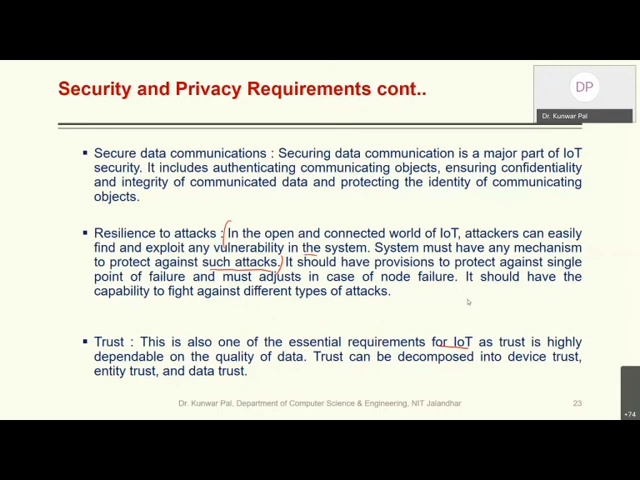 Security and Privacy Requirements cont..
DP
Dr. Kunwar Pal
▪ Secure data communications : Securing data communication is a major part of IoT
security. It includes authenticating communicating objects, ensuring confidentiality
and integrity of communicated data and protecting the identity of communicating
objects.
▪ Resilience to attacks : In the open and connected world of IoT, attackers can easily
find and exploit any vulnerability in the system. System must have any mechanism
to protect against such attacks. It should have provisions to protect against single
point of failure and must adjusts in case of node failure. It should have the
capability to fight against different types of attacks.
▪ Trust : This is also one of the essential requirements for IoT as trust is highly
dependable on the quality of data. Trust can be decomposed into device trust,
entity trust, and data trust.
Dr. Kunwar Pal, Department of Computer Science & Engineering, NIT Jalandhar
23
+74